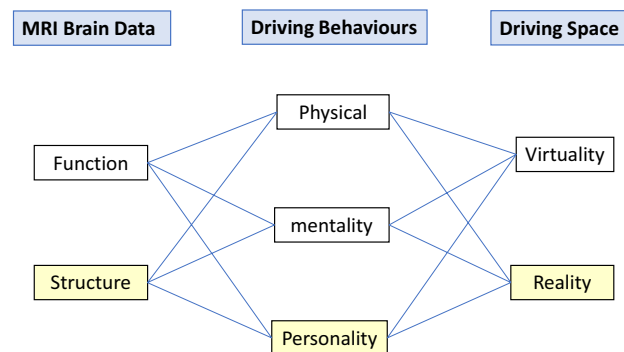 MRI Brain Data
Driving Behaviours
Driving Space
Physical
Function
Virtuality
mentality
Structure
Reality
Personality